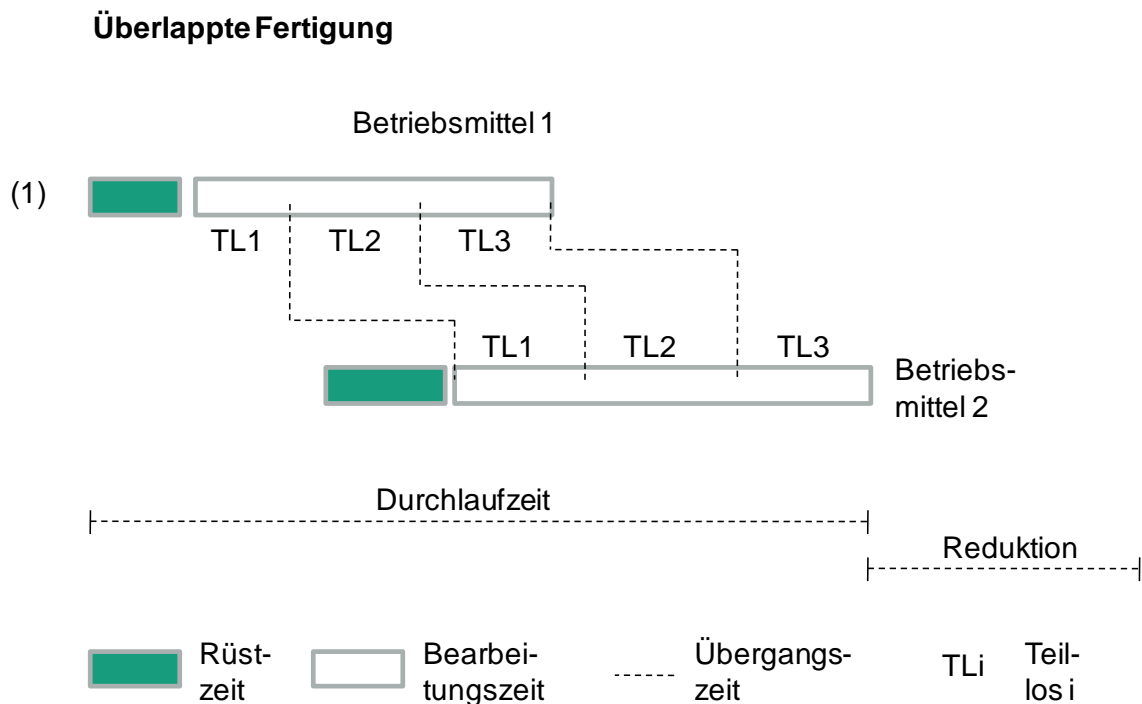 Überlappte Fertigung
Betriebsmittel 1
(1)
TL1 TL2 TL3
TL1 TL2 TL3
Betriebs-
mittel 2
Durchlaufzeit
Reduktion
Rüst-
zeit
Bearbei-
tungszeit
Übergangs-
zeit
TLi
Teil-
los i